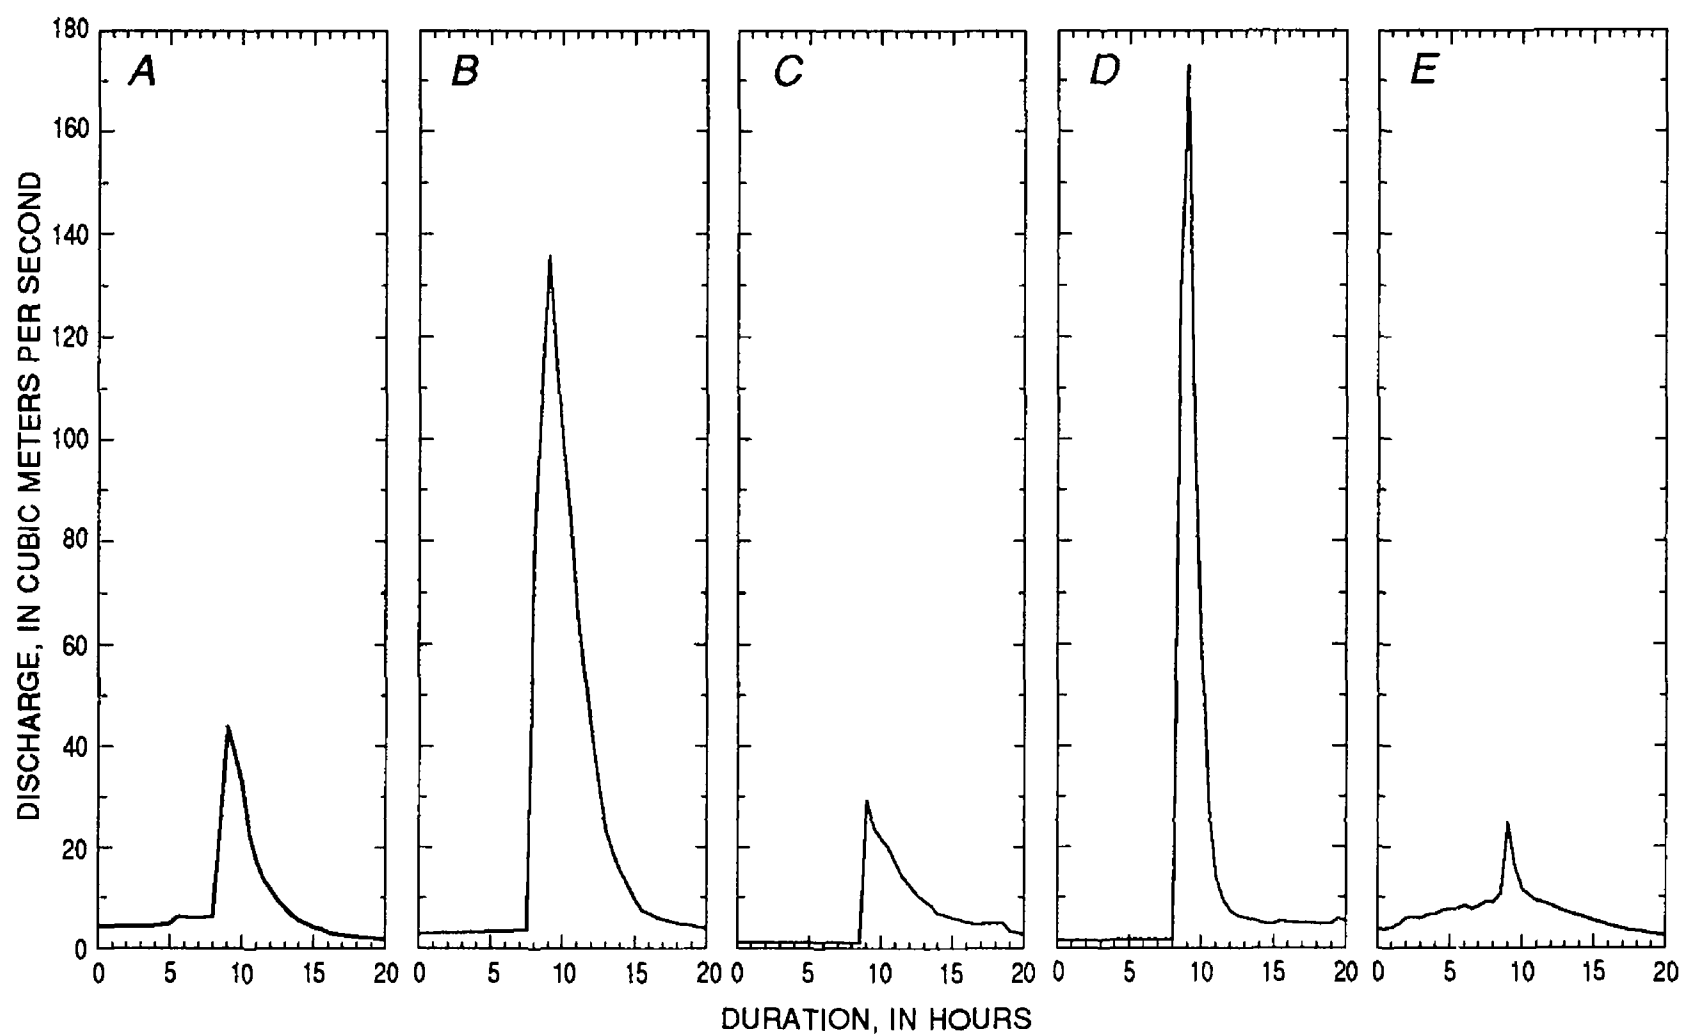 DISCHARGE, IN CUBIC METERS PER SECOND
180
160
140
120
100
80
60
40
20
0
A
B
C
D
E
0 5 10 15 20
0 5 10 15 20
0 5 10 15 20
0 5 10 15 20
0 5 10 15 20
DURATION, IN HOURS